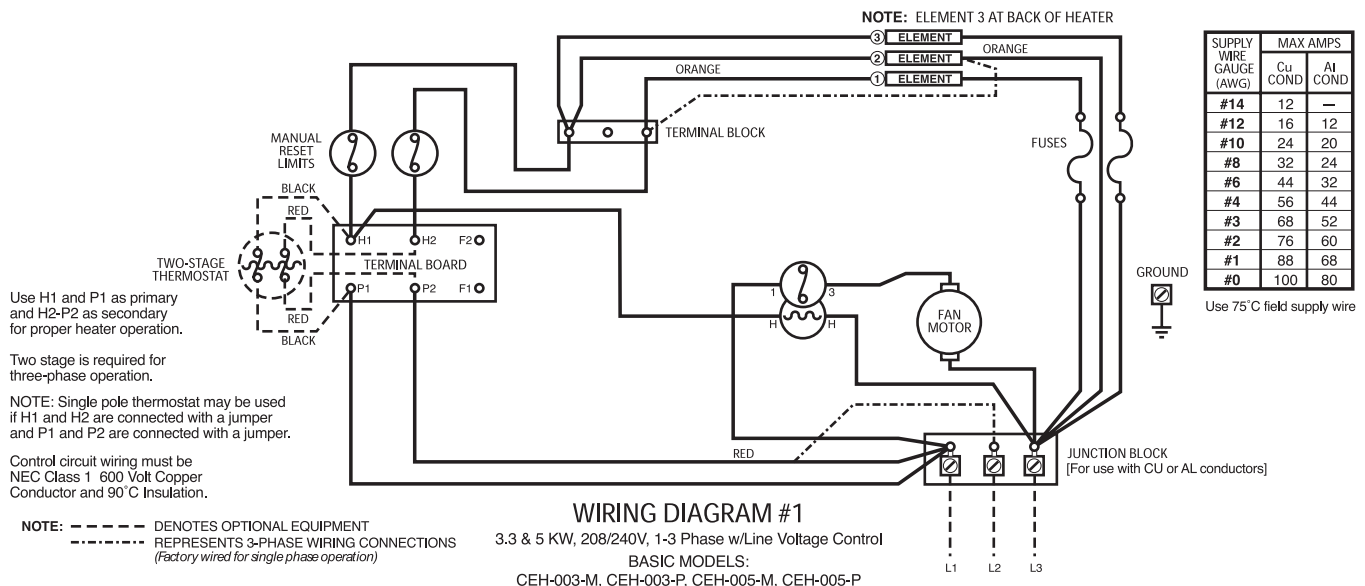 NOTE: ELEMENT 3 AT BACK OF HEATER
3 ELEMENT
2 ELEMENT
ORANGE
1 ELEMENT
ORANGE
TERMINAL BLOCK
FUSES
MANUAL
RESET
LIMITS
BLACK
RED
H1 H2 F2
TERMINAL BOARD
P1 P2 F1
TWO-STAGE
THERMOSTAT
RED
BLACK
Use H1 and P1 as primary
and H2-P2 as secondary
for proper heater operation.
Two stage is required for
three-phase operation.
NOTE: Single pole thermostat may be used
if H1 and H2 are connected with a jumper
and P1 and P2 are connected with a jumper.
Control circuit wiring must be
NEC Class 1 600 Volt Copper
Conductor and 90°C Insulation.
1 3
H H
FAN
MOTOR
GROUND
RED
JUNCTION BLOCK
[For use with CU or AL conductors]
L1 L2 L3
SUPPLY
WIRE
GAUGE
(AWG)
MAX AMPS
Cu
COND
Al
COND
#14 12 —
#12 16 12
#10 24 20
#8 32 24
#6 44 32
#4 56 44
#3 68 52
#2 76 60
#1 88 68
#0 100 80
Use 75°C field supply wire
NOTE: DENOTES OPTIONAL EQUIPMENT
REPRESENTS 3-PHASE WIRING CONNECTIONS
(Factory wired for single phase operation)
WIRING DIAGRAM #1
3.3 & 5 KW, 208/240V, 1-3 Phase w/Line Voltage Control
BASIC MODELS:
CEH-003-M, CEH-003-P, CEH-005-M, CEH-005-P